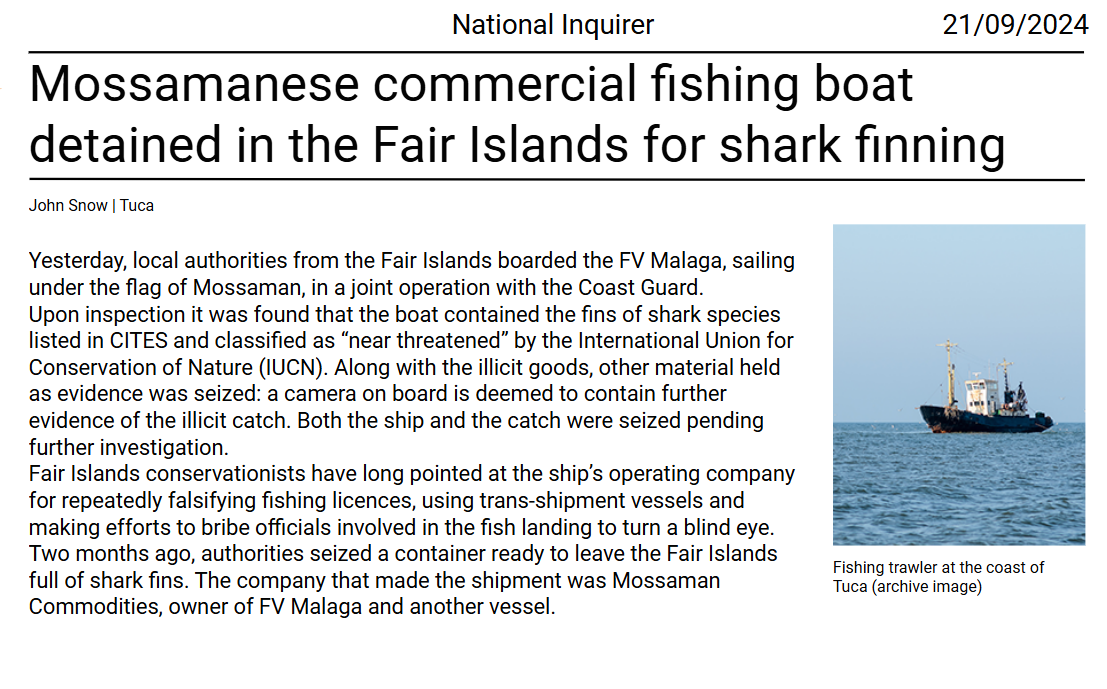 National Inquirer
21/09/2024
Mossamanese commercial fishing boat
detained in the Fair Islands for shark finning
John Snow | Tuca
Yesterday, local authorities from the Fair Islands boarded the FV Malaga, sailing
under the flag of Mossaman, in a joint operation with the Coast Guard.
Upon inspection it was found that the boat contained the fins of shark species
listed in CITES and classified as “near threatened” by the International Union for
Conservation of Nature (IUCN). Along with the illicit goods, other material held
as evidence was seized: a camera on board is deemed to contain further
evidence of the illicit catch. Both the ship and the catch were seized pending
further investigation.
Fair Islands conservationists have long pointed at the ship’s operating company
for repeatedly falsifying fishing licences, using trans-shipment vessels and
making efforts to bribe officials involved in the fish landing to turn a blind eye.
Two months ago, authorities seized a container ready to leave the Fair Islands
full of shark fins. The company that made the shipment was Mossaman
Commodities, owner of FV Malaga and another vessel.
Fishing trawler at the coast of
Tuca (archive image)